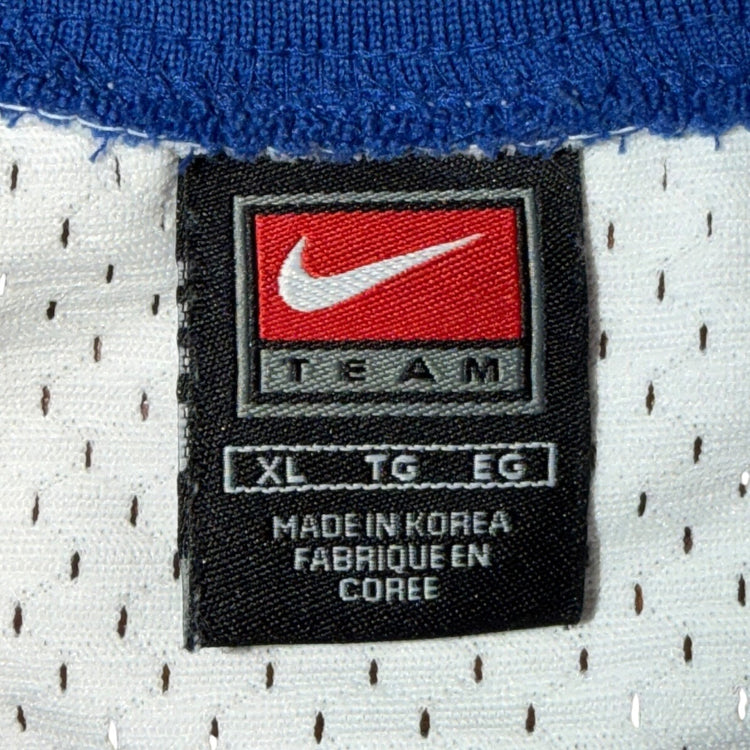 TEAM
XL TG EG
MADE IN KOREA
FABRIQUE EN
COREE